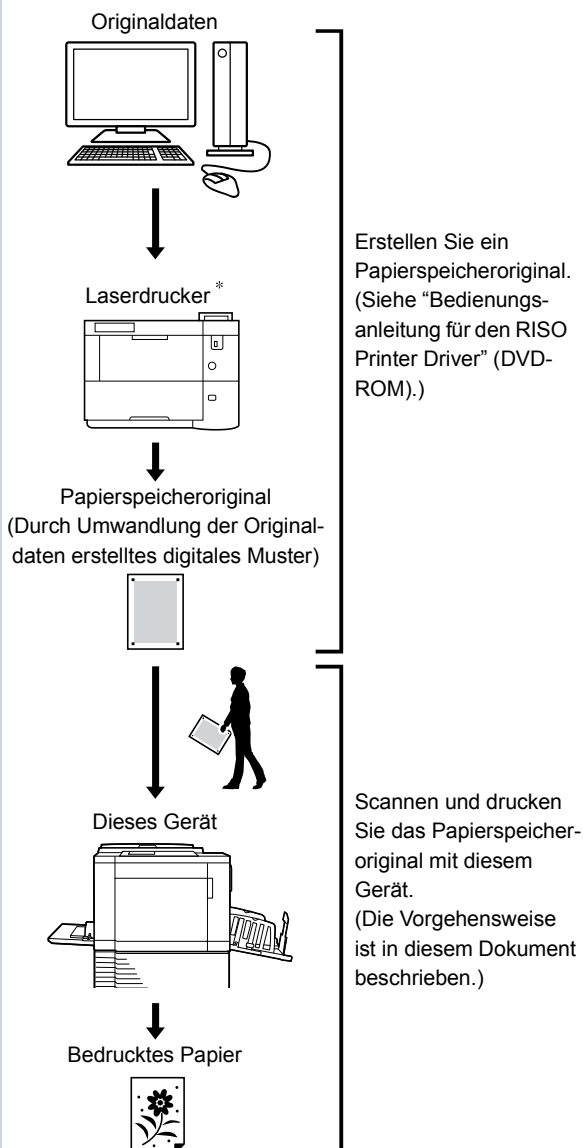 Originaldaten
Laserdrucker *
Erstellen Sie ein
Papierspeicheroriginal.
(Siehe “Bedienungs-
anleitung für den RISO
Printer Driver” (DVD-
ROM).)
Papierspeicheroriginal
(Durch Umwandlung der Original-
daten erstelltes digitales Muster)
Dieses Gerät
Scannen und drucken
Sie das Papierspeicher-
original mit diesem
Gerät.
(Die Vorgehensweise
ist in diesem Dokument
beschrieben.)
Bedrucktes Papier